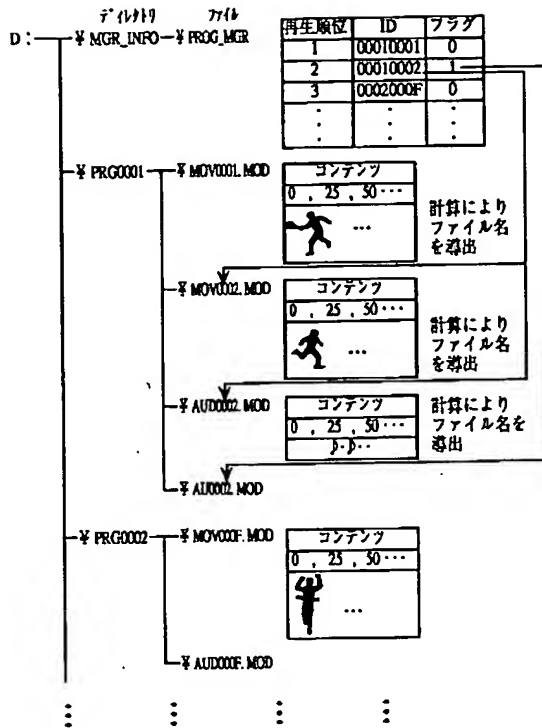 ディレクトリ ファイル
D: ¥ MGR_INFO ¥ PROG_MGR
再生順位 ID フラグ
1 00010001 0
2 00010002 1
3 0002000F 0
¥ PRG0001 ¥ MOV0001.MOD
コンテンツ
0 , 25 , 50 ···
···
計算により
ファイル名
を導出
¥ MOV0002.MOD
コンテンツ
0 , 25 , 50 ···
···
計算により
ファイル名
を導出
¥ AUD0002.MOD
コンテンツ
0 , 25 , 50 ···
♪·♪··
計算により
ファイル名を
導出
¥ AU0002.MOD
¥ PRG0002 ¥ MOV000F.MOD
コンテンツ
0 , 25 , 50 ···
···
¥ AUD000F.MOD